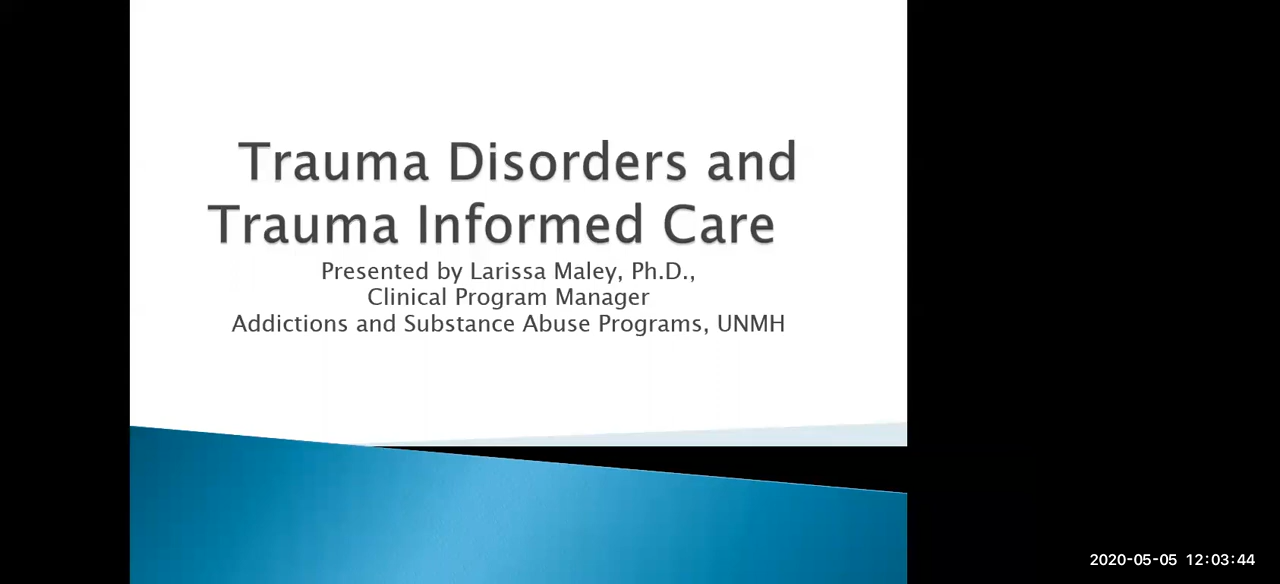 Trauma Disorders and
Trauma Informed Care
Presented by Larissa Maley, Ph.D.,
Clinical Program Manager
Addictions and Substance Abuse Programs, UNMH
2020-05-05 12:03:44